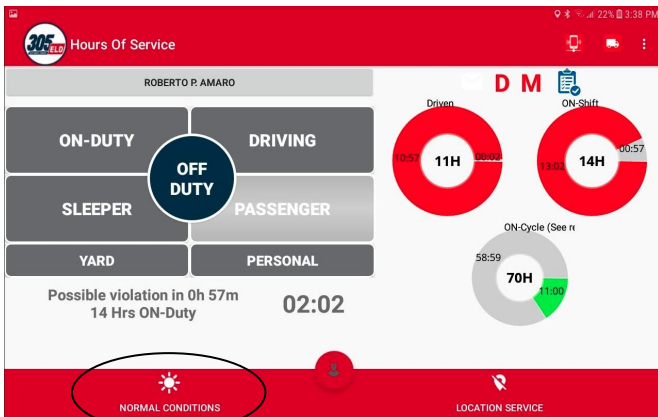 22% 3:38 PM
305 ELD Hours Of Service
ROBERTO P. AMARO
D M
ON-DUTY
DRIVING
OFF
DUTY
SLEEPER
PASSENGER
YARD
PERSONAL
Possible violation in 0h 57m
14 Hrs ON-Duty
02:02
Driven
10:57
11H
00:02
ON-Shift
00:57
13:02
14H
ON-Cycle (See re
58:59
70H
11:00
NORMAL CONDITIONS
LOCATION SERVICE